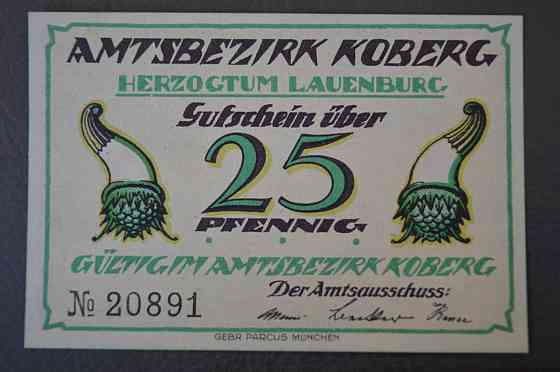 AMTSBEZIRK KOBERG
HERZOGTUM LAUENBURG
Gutschein über
25
PFENNIG
GÜLTIG IM AMTSBEZIRK KOBERG
Der Amtsausschuss:
№ 20891
GEBR PARCUS MÜNCHEN